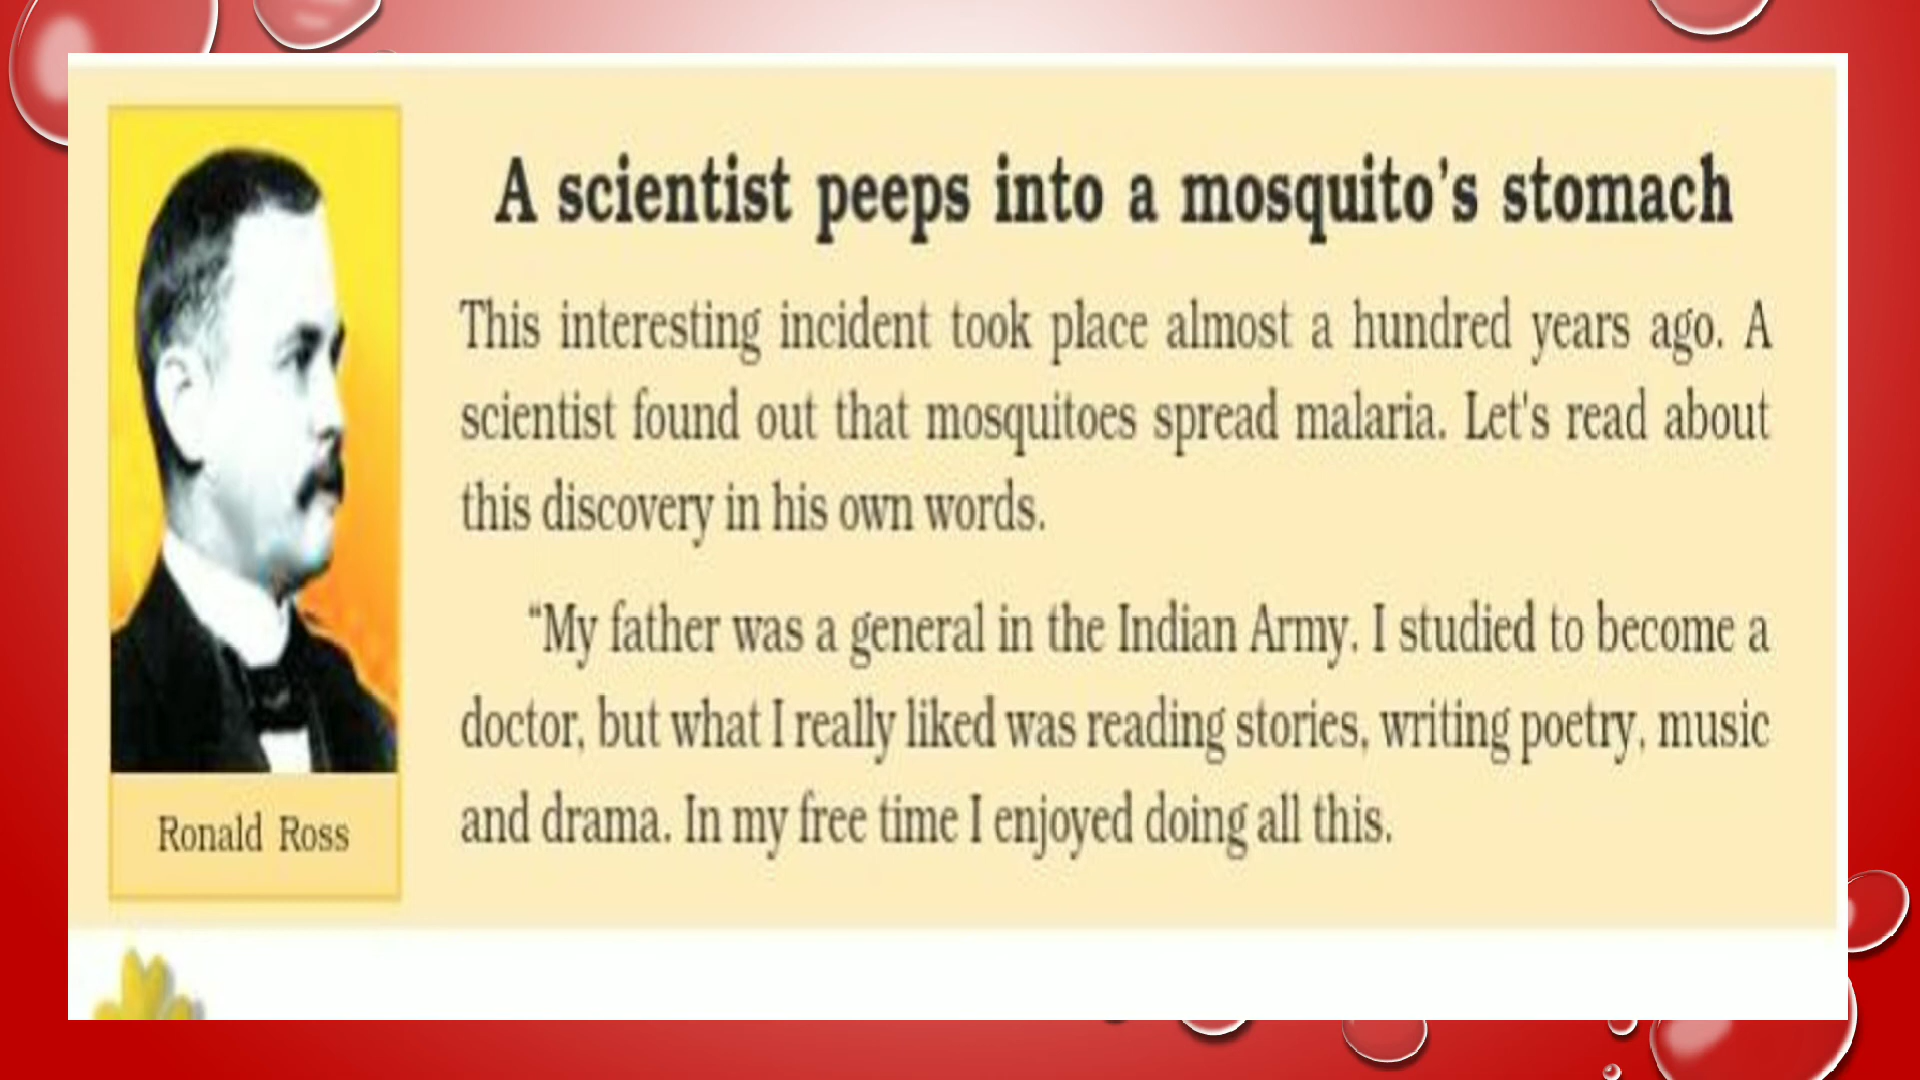 A scientist peeps into a mosquito's stomach
This interesting incident took place almost a hundred years ago. A
scientist found out that mosquitoes spread malaria. Let's read about
this discovery in his own words.
“My father was a general in the Indian Army. I studied to become a
doctor, but what I really liked was reading stories, writing poetry, music
and drama. In my free time I enjoyed doing all this.
Ronald Ross